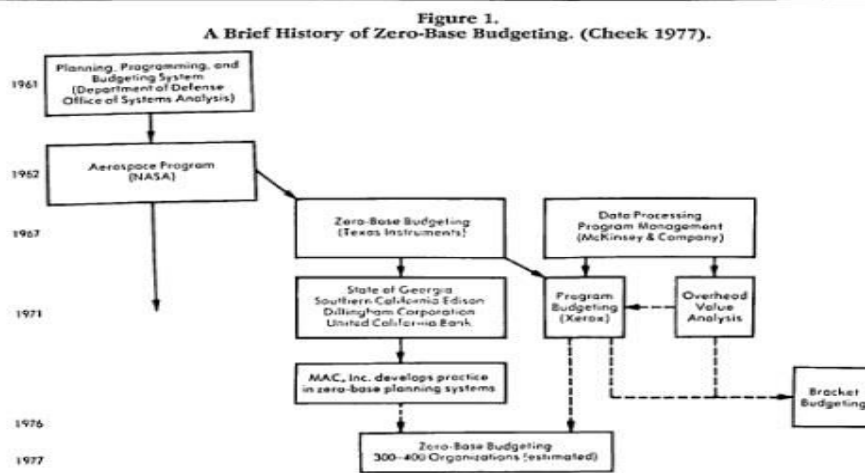 Figure 1.
A Brief History of Zero-Base Budgeting. (Cheek 1977).
1961
Planning, Programming, and
Budgeting System
(Department of Defense
Office of Systems Analysis)
1962
Aerospace Program
(NASA)
1967
Zero-Base Budgeting
(Texas Instruments)
Data Processing
Program Management
(McKinsey & Company)
1971
State of Georgia
Southern California Edison
Dillingham Corporation
United California Bank
Program
Budgeting
(Xerox)
Overhead
Value
Analysis
MAC, Inc. develops practice
in zero-base planning systems
Bracket
Budgeting
1976
1977
Zero-Base Budgeting
300-400 Organizations (estimated)